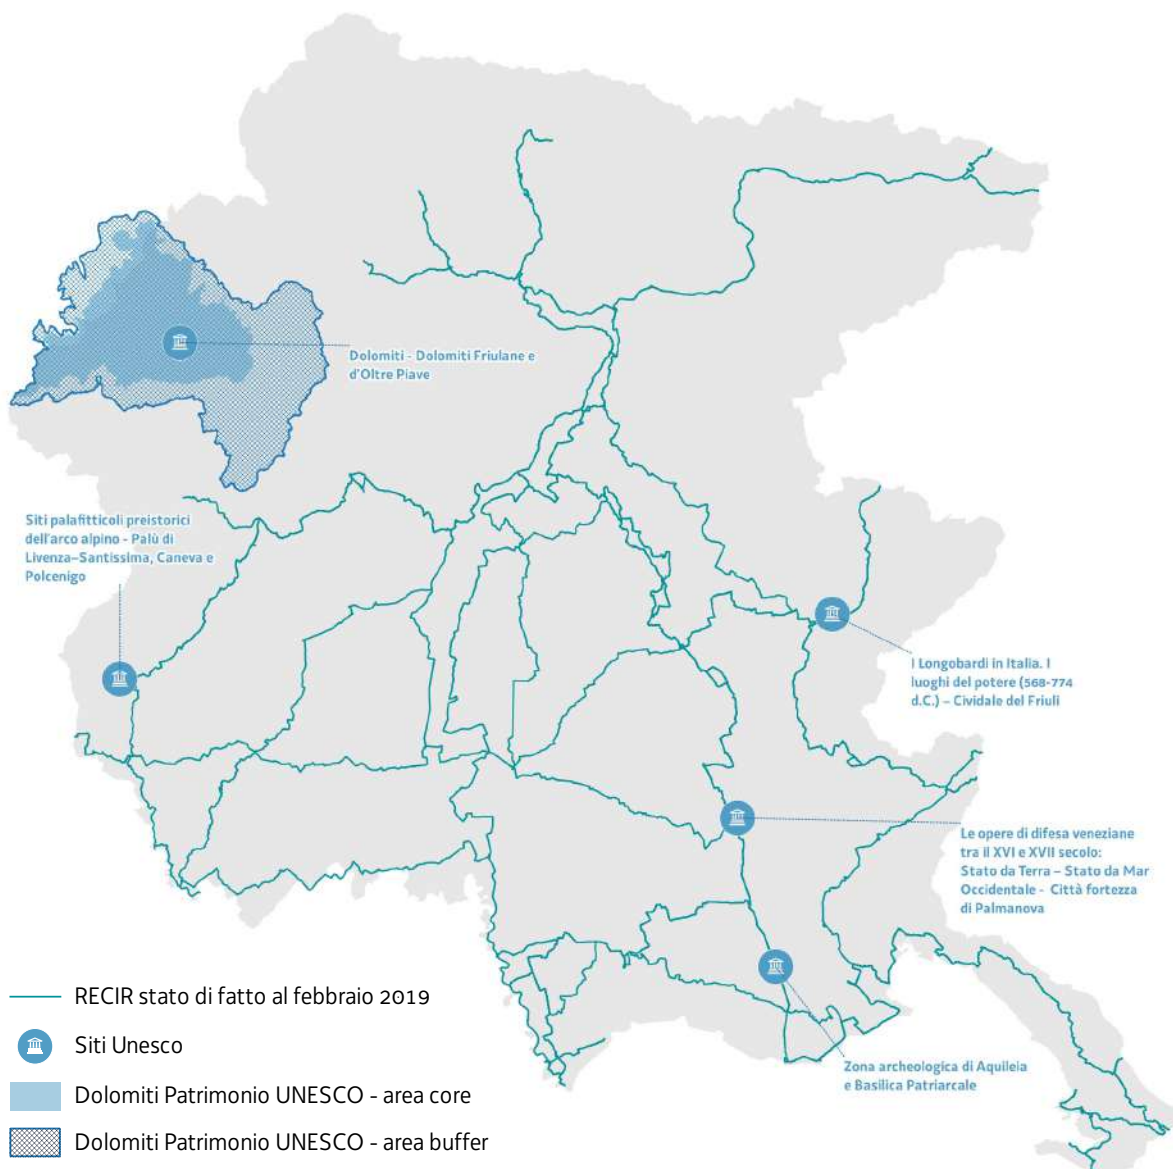 Dolomiti - Dolomiti Friulane e
d'Oltre Piave
Siti palafitticoli preistorici
dell'arco alpino - Palù di
Livenza–Santissima, Caneva e
Polcenigo
I Longobardi in Italia. I
luoghi del potere (568-774
d.C.) – Cividale del Friuli
Le opere di difesa veneziane
tra il XVI e XVII secolo:
Stato da Terra – Stato da Mar
Occidentale - Città fortezza
di Palmanova
Zona archeologica di Aquileia
e Basilica Patriarcale
RECIR stato di fatto al febbraio 2019
Siti Unesco
Dolomiti Patrimonio UNESCO - area core
Dolomiti Patrimonio UNESCO - area buffer